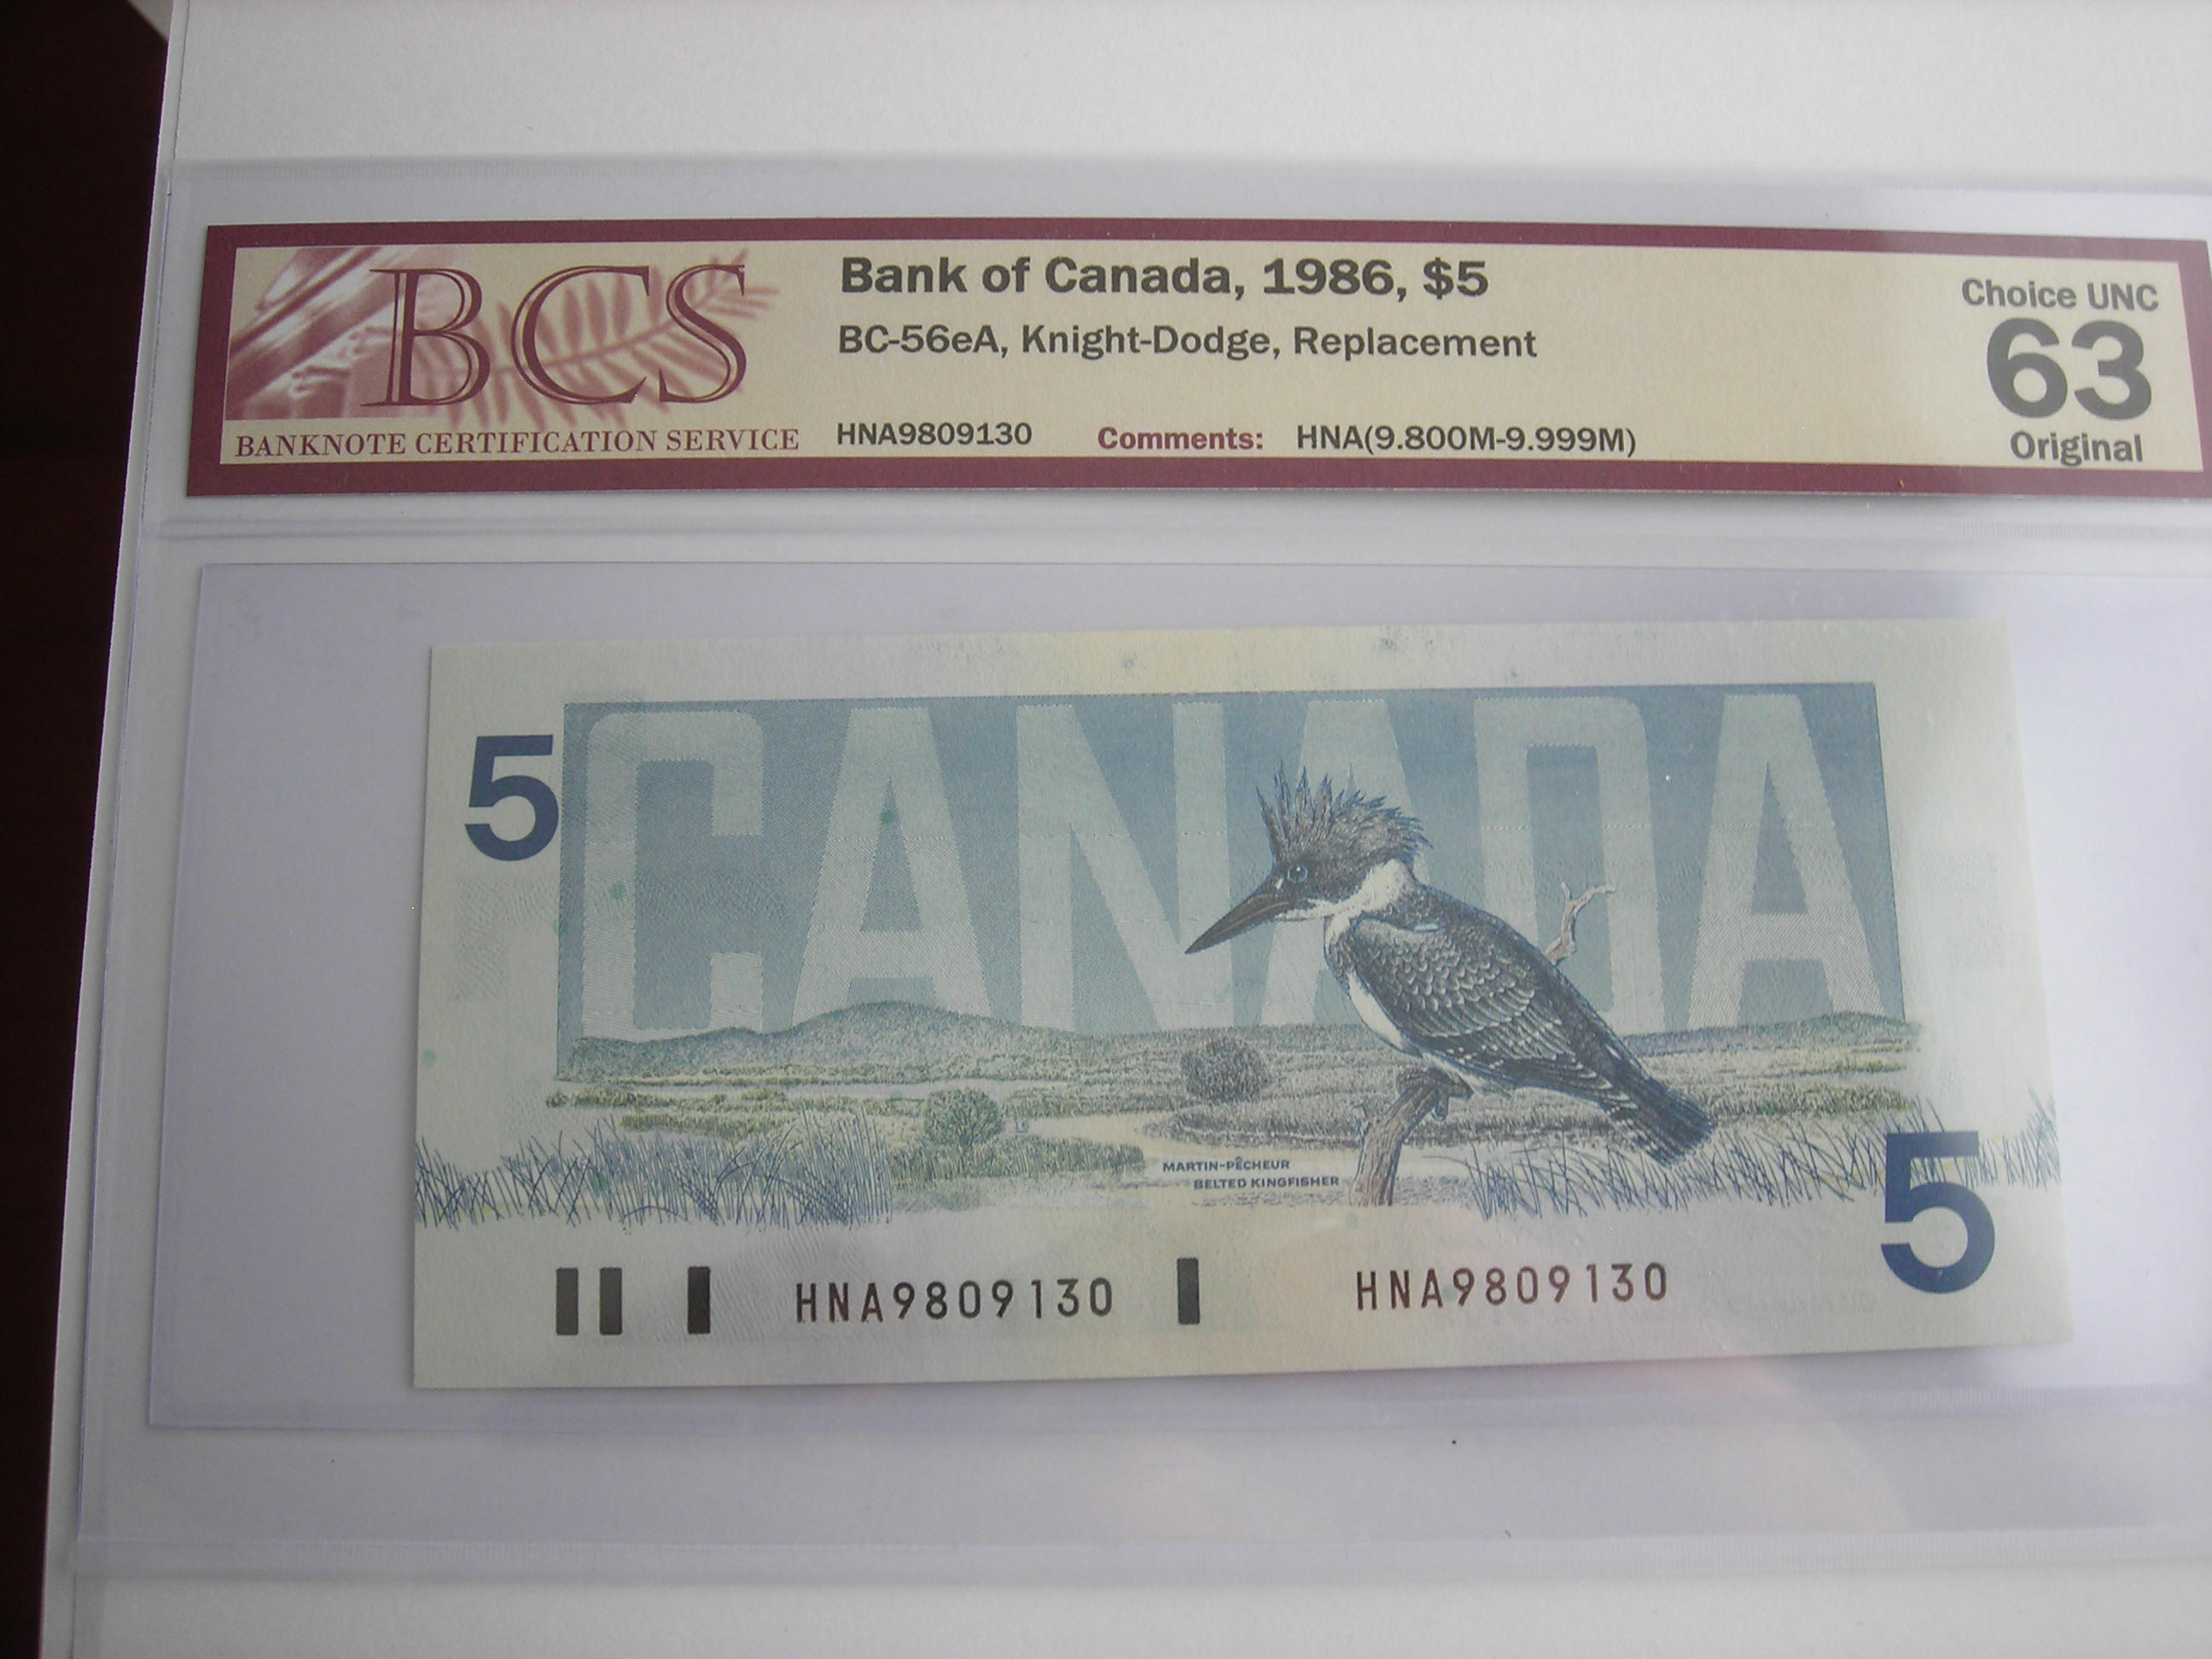 BCS
BANKNOTE CERTIFICATION SERVICE
Bank of Canada, 1986, $5
BC-56eA, Knight-Dodge, Replacement
HNA9809130 Comments: HNA(9.800M-9.999M)
Choice UNC
63
Original
5
CANADA
MARTIN-PÊCHEUR
BELTED KINGFISHER
5
HNA9809130 HNA9809130